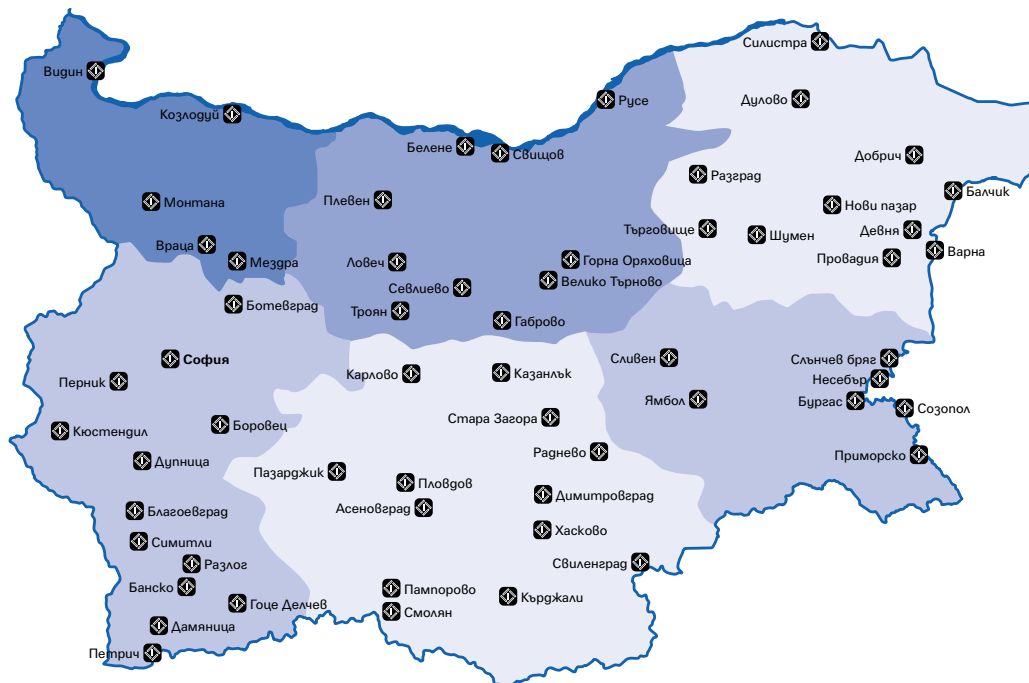 Силистра
Видин
Русе
Дулово
Козлодуй
Белене
Свищов
Добрич
Разград
Балчик
Плевен
Монтана
Нови пазар
Търговище
Шумен
Девня
Враца
Варна
Провадия
Мездра
Ловеч
Горна Оряховица
Велико Търново
Севлиево
Ботевград
Троян
Габрово
София
Сливен
Слънчев бряг
Карлово
Казанлък
Перник
Несебър
Ямбол
Бургас
Созопол
Стара Загора
Боровец
Кюстендил
Раднево
Приморско
Дупница
Пазарджик
Пловдов
Димитровград
Асеновград
Благоевград
Хасково
Симитли
Свиленград
Разлог
Банско
Пампорово
Кърджали
Гоце Делчев
Смолян
Дамяница
Петрич